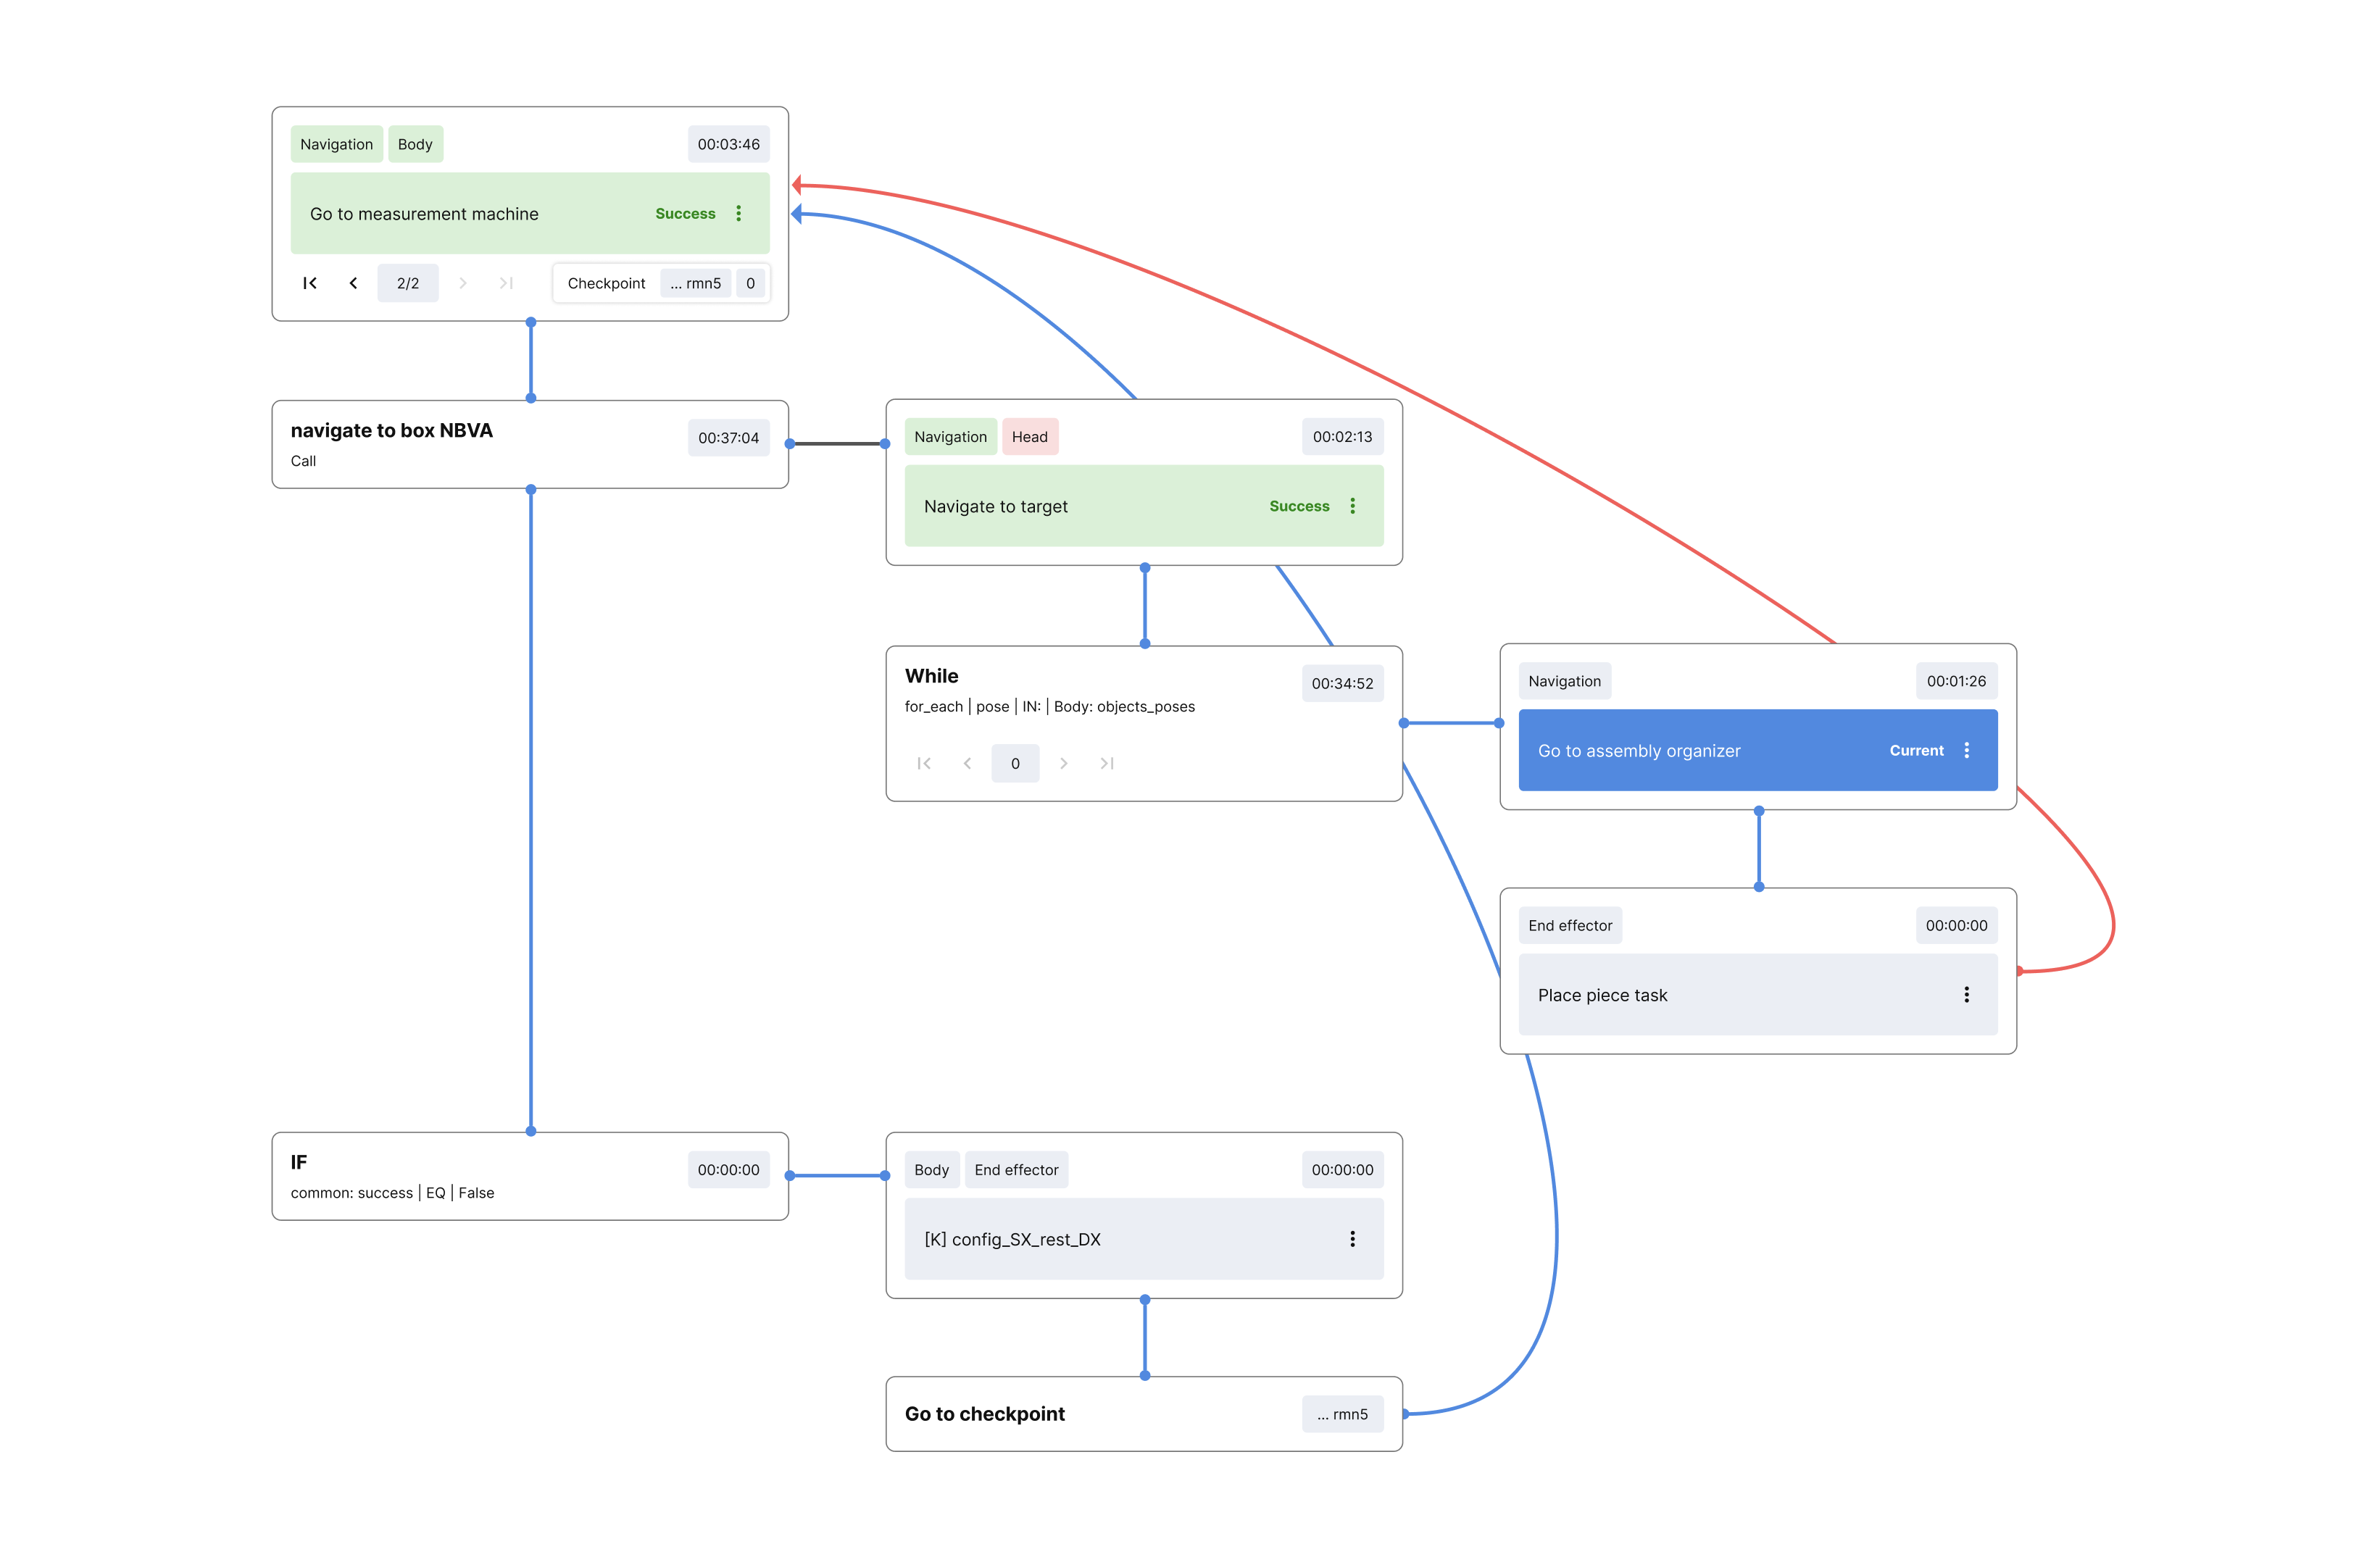 Navigation Body 00:03:46
Go to measurement machine Success
2/2 Checkpoint ... rmn5 0
navigate to box NBVA 00:37:04
Call
Navigation Head 00:02:13
Navigate to target Success
While 00:34:52
for_each | pose | IN: | Body: objects_poses
0
Navigation 00:01:26
Go to assembly organizer Current
End effector 00:00:00
Place piece task
IF 00:00:00
common: success | EQ | False
Body End effector 00:00:00
[K] config_SX_rest_DX
Go to checkpoint ... rmn5